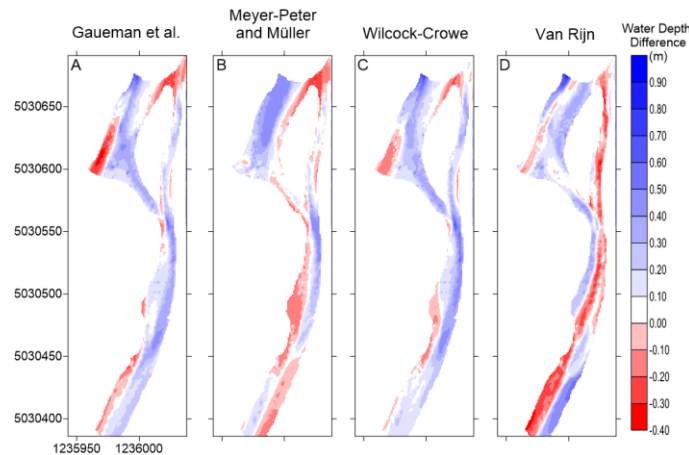 Gaueman et al.
Meyer-Peter
and Müller
Wilcock-Crowe
Van Rijn
Water Depth
Difference
(m)
A
B
C
D
5030650
5030600
5030550
5030500
5030450
5030400
1235950 1236000
0.90
0.80
0.70
0.60
0.50
0.40
0.30
0.20
0.10
0.00
-0.10
-0.20
-0.30
-0.40